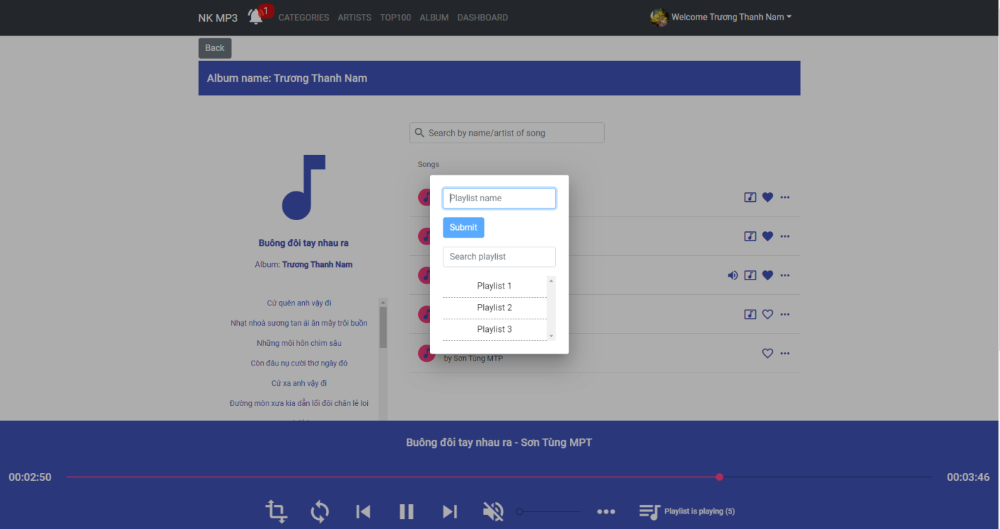 NK MP3 1 CATEGORIES ARTISTS TOP100 ALBUM DASHBOARD Welcome Trương Thanh Nam
Back
Album name: Trương Thanh Nam
Search by name/artist of song
Songs
Playlist name
Submit
Search playlist
Playlist 1
Playlist 2
Playlist 3
by Sơn Tùng MTP
Buông đôi tay nhau ra
Album: Trương Thanh Nam
Cứ quên anh vậy đi
Nhạt nhoà sương tan ái ân mây trôi buồn
Những môi hôn chìm sâu
Còn đâu nụ cười thơ ngây đó
Cứ xa anh vậy đi
Đường mòn xưa kia dẫn lối đôi chân lẻ loi
Buông đôi tay nhau ra - Sơn Tùng MPT
00:02:50 00:03:46
Playlist is playing (5)